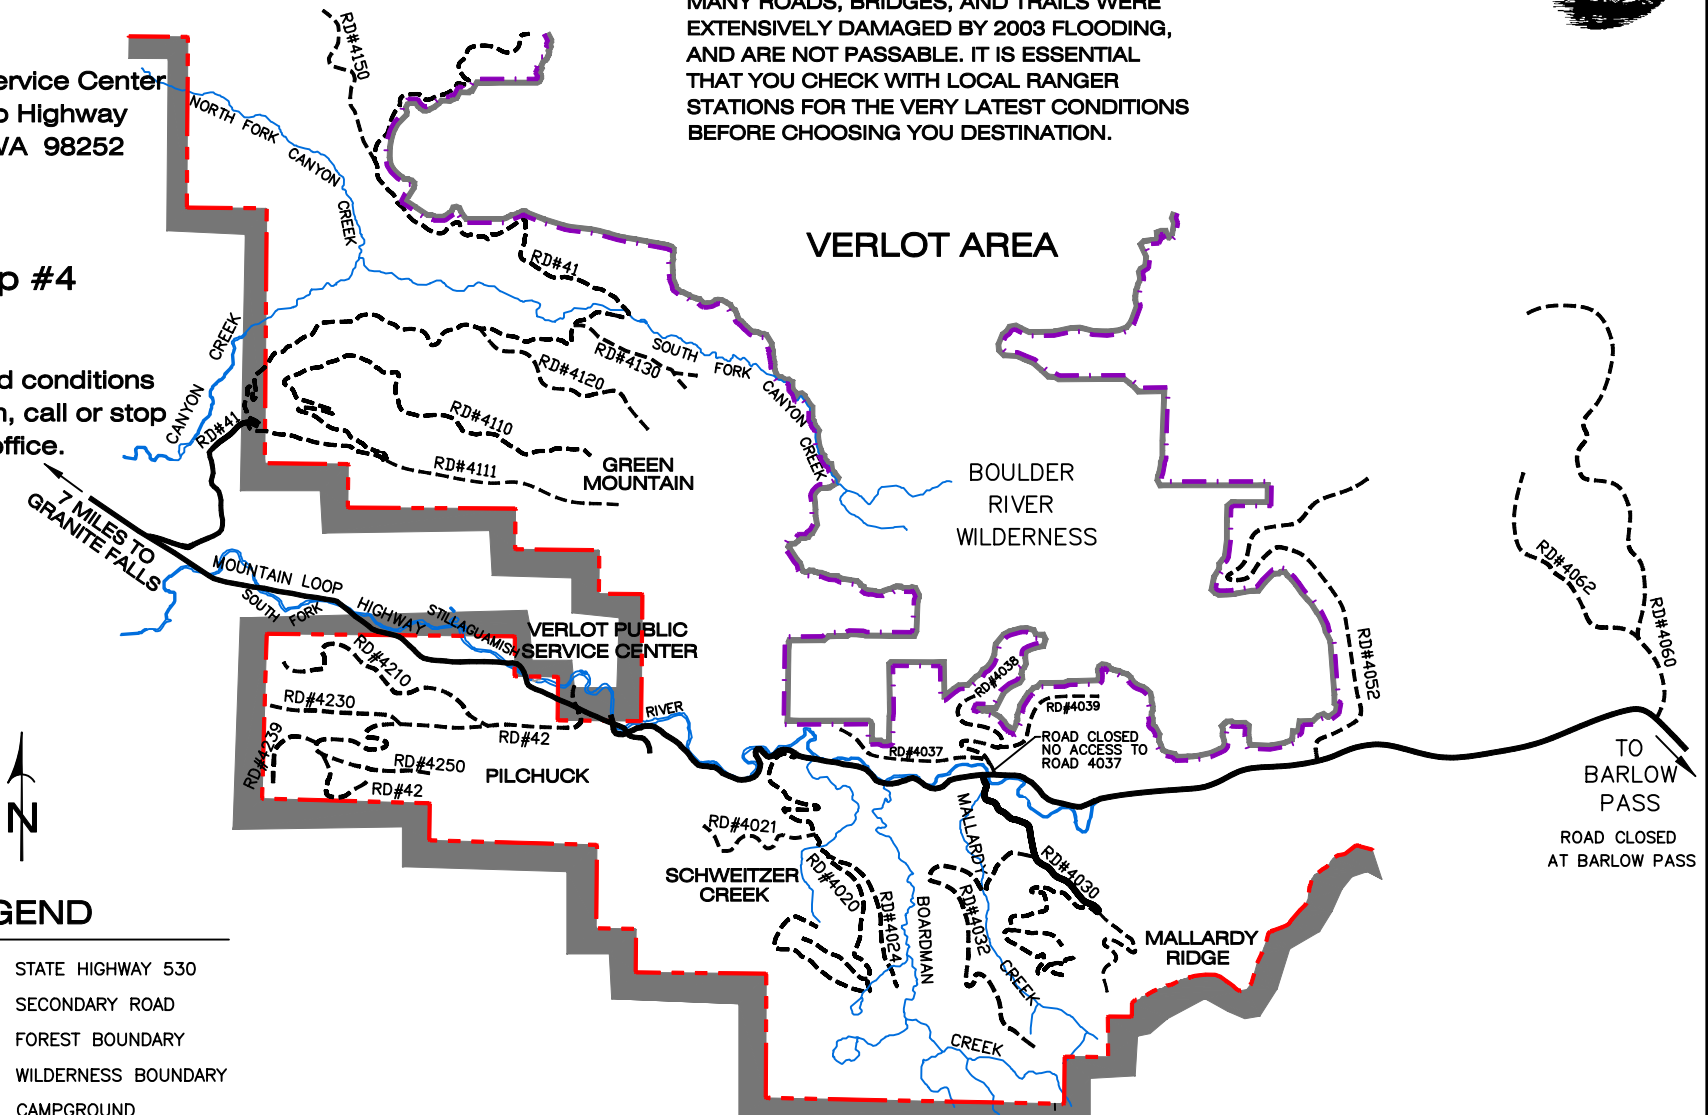 MANY ROADS, BRIDGES, AND TRAILS WERE
EXTENSIVELY DAMAGED BY 2003 FLOODING,
AND ARE NOT PASSABLE. IT IS ESSENTIAL
THAT YOU CHECK WITH LOCAL RANGER
STATIONS FOR THE VERY LATEST CONDITIONS
BEFORE CHOOSING YOU DESTINATION.
ervice Center
Highway
WA 98252
p #4
d conditions
n, call or stop
office.
VERLOT AREA
RD#4150
NORTH FORK CANYON CREEK
RD#41
CANYON CREEK
RD#41
SOUTH FORK CANYON CREEK
RD#4130
RD#4120
RD#4110
RD#4111
GREEN
MOUNTAIN
BOULDER
RIVER
WILDERNESS
7 MILES TO
GRANITE FALLS
MOUNTAIN LOOP HIGHWAY
SOUTH FORK STILLAGUAMISH RIVER
VERLOT PUBLIC
SERVICE CENTER
RD#4210
RD#4230
RD#4239
RD#42
RD#4250
RD#42
PILCHUCK
RD#4038
RD#4039
RD#4037
ROAD CLOSED
NO ACCESS TO
ROAD 4037
RD#4052
RD#4062
RD#4060
TO
BARLOW
PASS
ROAD CLOSED
AT BARLOW PASS
RD#4021
SCHWEITZER
CREEK
RD#4020
RD#4024
BOARDMAN
CREEK
MALLARDY
CREEK
RD#4032
RD#4030
MALLARDY
RIDGE
N
GEND
STATE HIGHWAY 530
SECONDARY ROAD
FOREST BOUNDARY
WILDERNESS BOUNDARY
CAMPGROUND